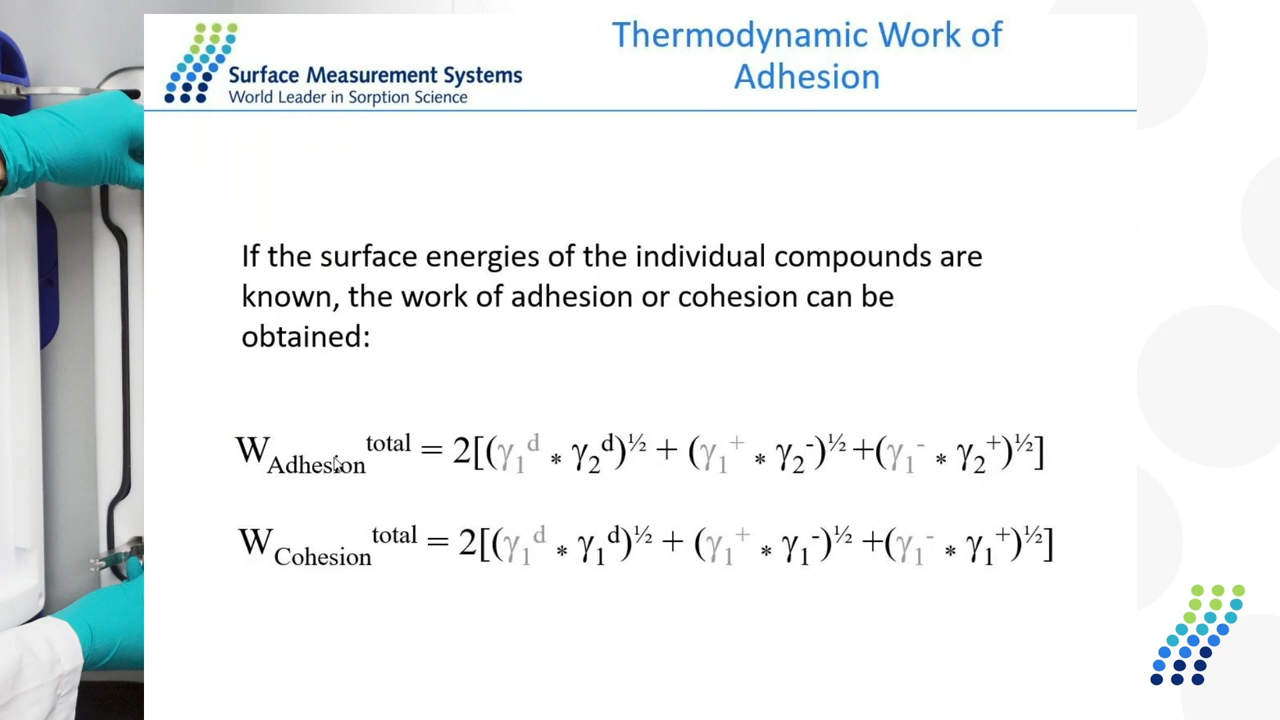 Surface Measurement Systems
World Leader in Sorption Science
Thermodynamic Work of
Adhesion
If the surface energies of the individual compounds are
known, the work of adhesion or cohesion can be
obtained:
W_Adhesion^total = 2[(γ₁^d * γ₂^d)^½ + (γ₁^+ * γ₂^-)^½ +(γ₁^- * γ₂^+)^½]
W_Cohesion^total = 2[(γ₁^d * γ₁^d)^½ + (γ₁^+ * γ₁^-)^½ +(γ₁^- * γ₁^+)^½]